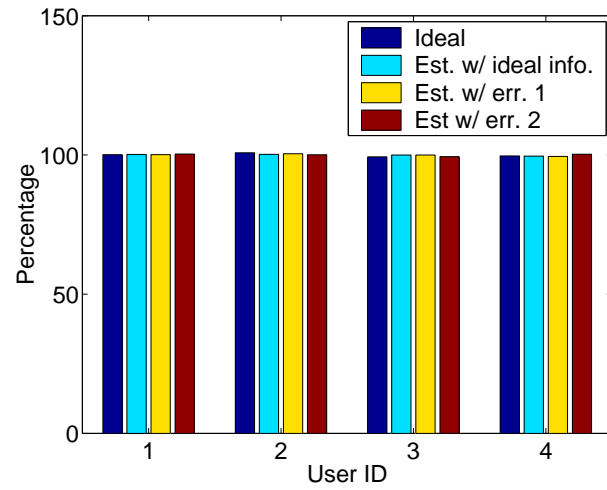 150
100
50
0
Percentage
Ideal
Est. w/ ideal info.
Est. w/ err. 1
Est w/ err. 2
1 2 3 4
User ID